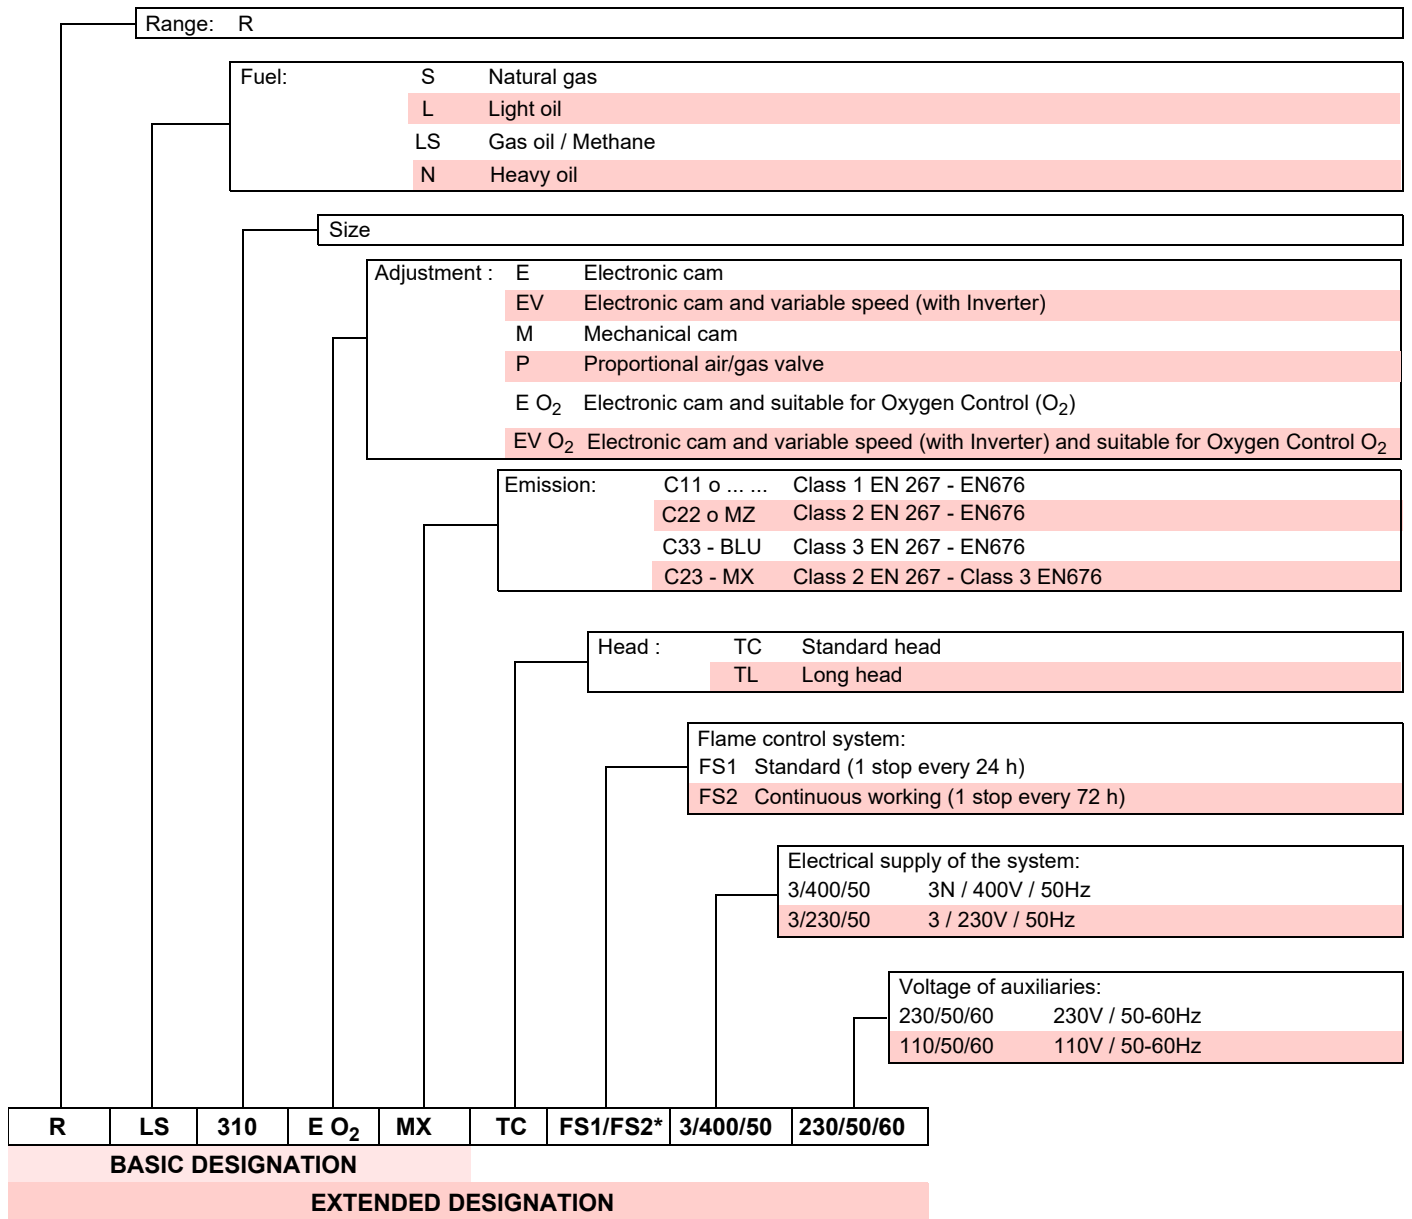 Range: R
Fuel: S Natural gas
L Light oil
LS Gas oil / Methane
N Heavy oil
Size
Adjustment : E Electronic cam
EV Electronic cam and variable speed (with Inverter)
M Mechanical cam
P Proportional air/gas valve
E O2 Electronic cam and suitable for Oxygen Control (O2)
EV O2 Electronic cam and variable speed (with Inverter) and suitable for Oxygen Control O2
Emission: C11 o ... ... Class 1 EN 267 - EN676
C22 o MZ Class 2 EN 267 - EN676
C33 - BLU Class 3 EN 267 - EN676
C23 - MX Class 2 EN 267 - Class 3 EN676
Head : TC Standard head
TL Long head
Flame control system:
FS1 Standard (1 stop every 24 h)
FS2 Continuous working (1 stop every 72 h)
Electrical supply of the system:
3/400/50 3N / 400V / 50Hz
3/230/50 3 / 230V / 50Hz
Voltage of auxiliaries:
230/50/60 230V / 50-60Hz
110/50/60 110V / 50-60Hz
R LS 310 E O2 MX TC FS1/FS2* 3/400/50 230/50/60
BASIC DESIGNATION
EXTENDED DESIGNATION